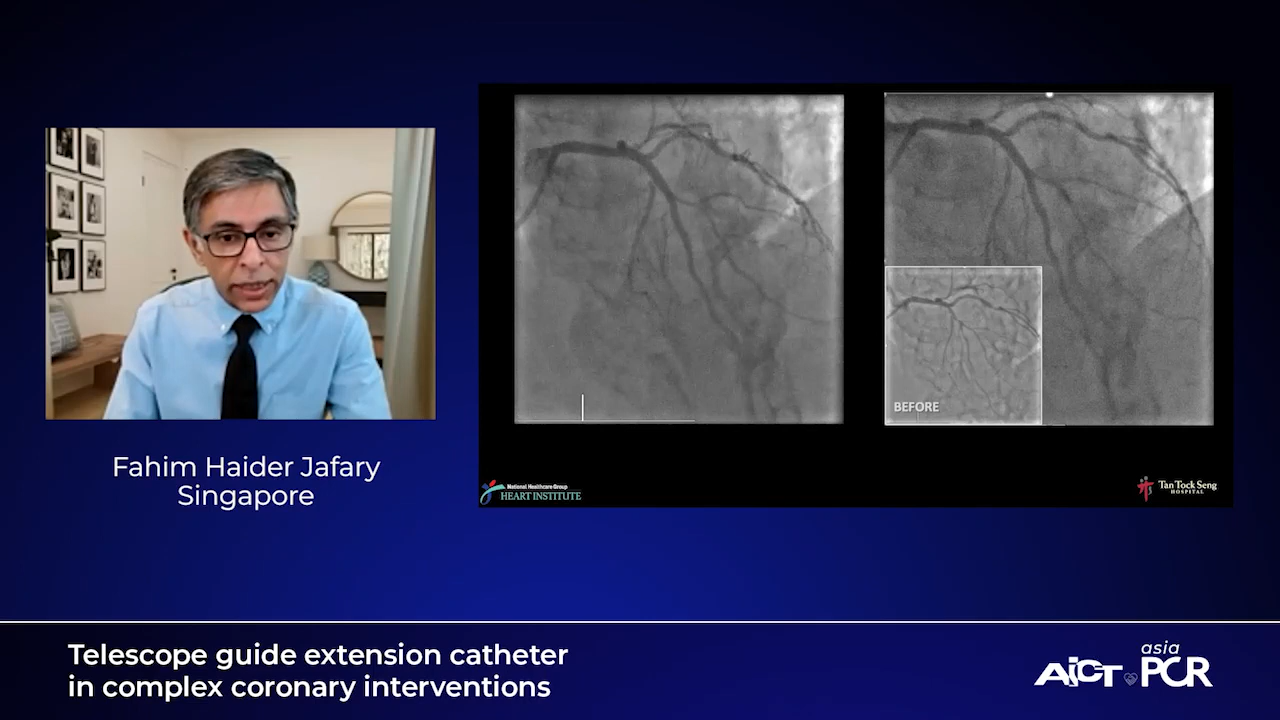 BEFORE
National Healthcare Group
HEART INSTITUTE
Tan Tock Seng
HOSPITAL
Fahim Haider Jafary
Singapore
Telescope guide extension catheter
in complex coronary interventions
asia
AICT PCR